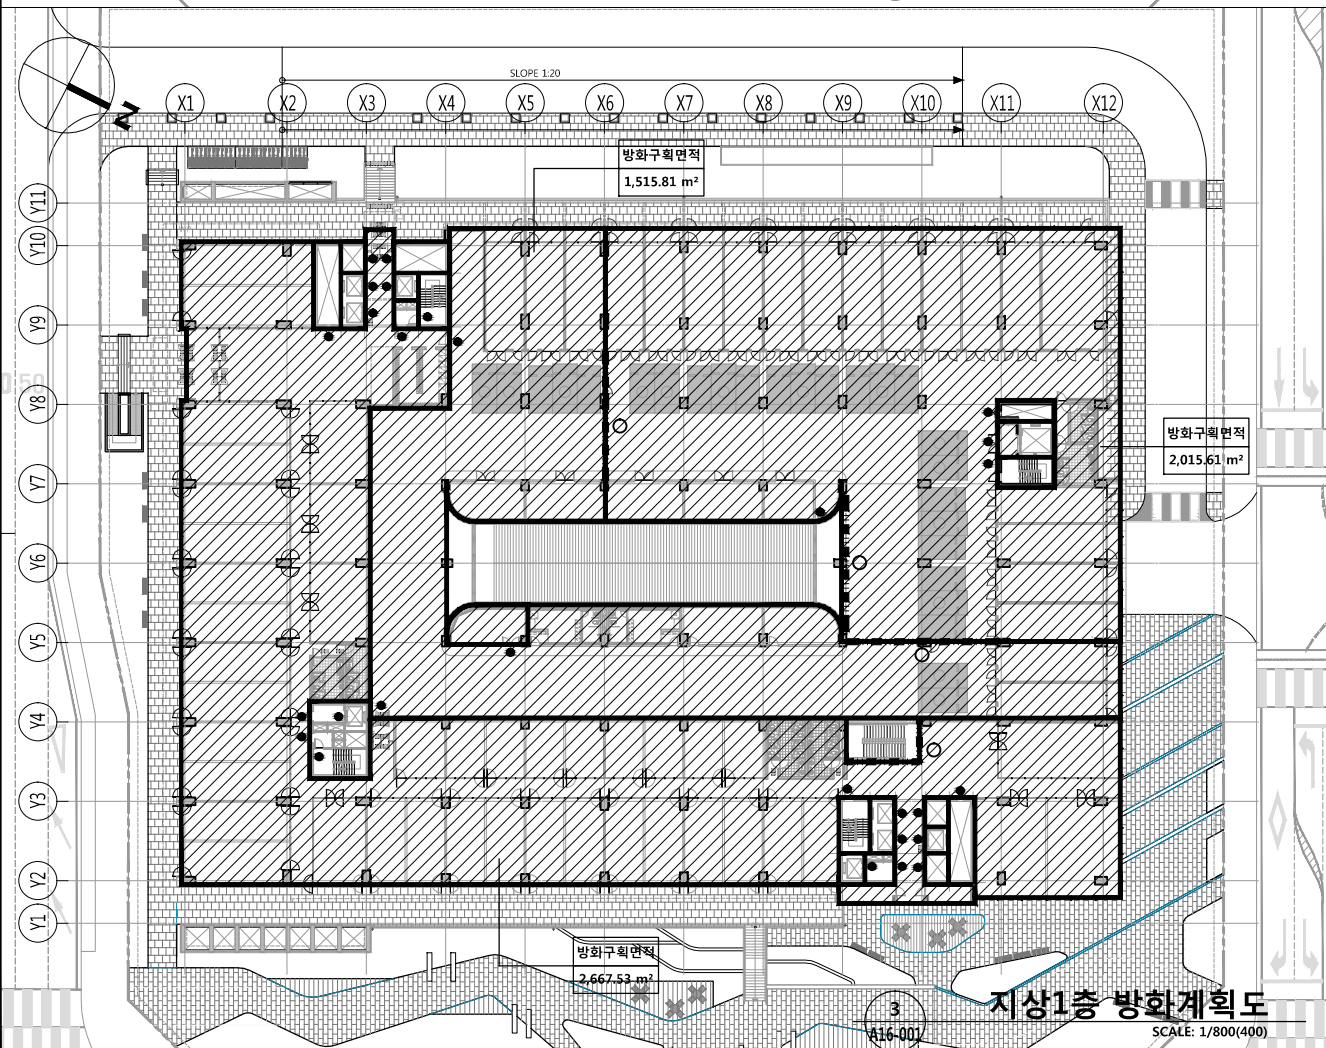 SLOPE 1:20
X1 X2 X3 X4 X5 X6 X7 X8 X9 X10 X11 X12
N
방화구획면적
1,515.81 m²
Y11
Y10
Y9
Y8
Y7
Y6
Y5
Y4
Y3
Y2
Y1
방화구획면적
2,015.61 m²
방화구획면적
2,667.53 m²
3
A16-001
지상1층 방화계획도
SCALE: 1/800(400)